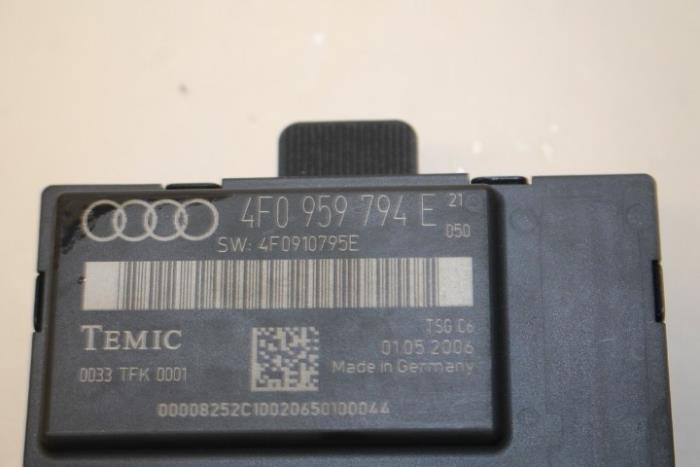 4F0 959 794 E 21
050
SW: 4F0910795E
TSG C6
TEMIC 01.05 2006
0033 TFK 0001 Made in Germany
00008252C10020650100044